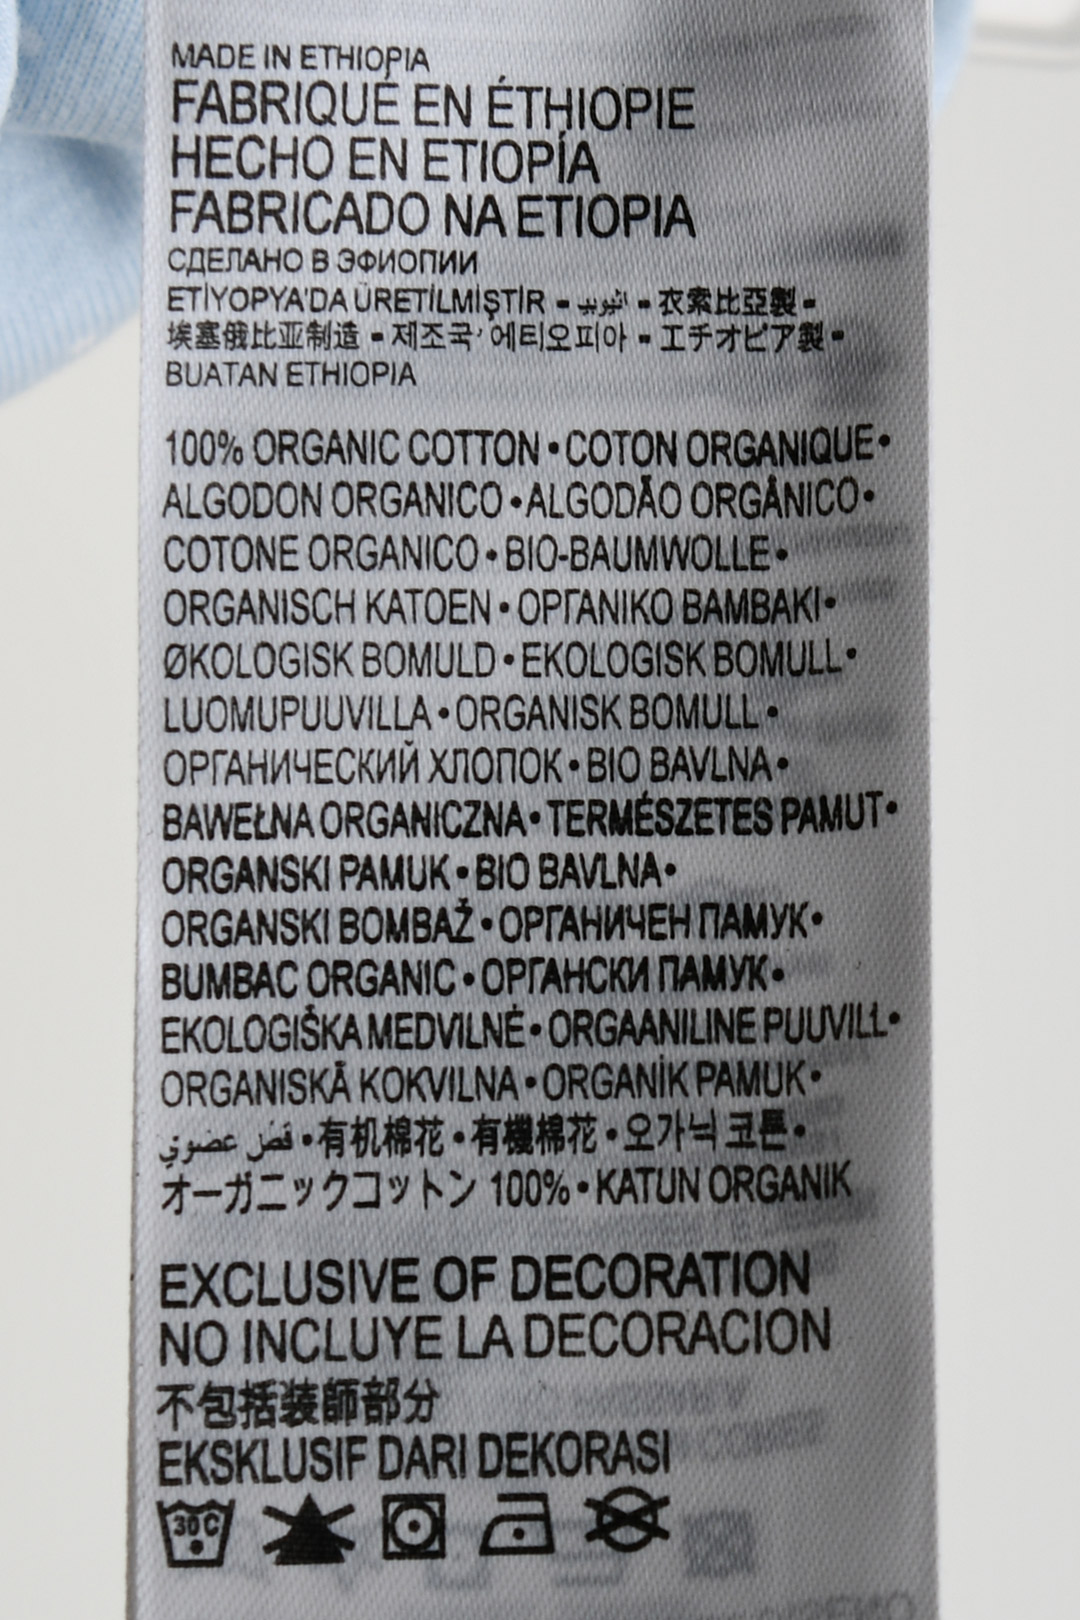 MADE IN ETHIOPIA
FABRIQUÉ EN ÉTHIOPIE
HECHO EN ETIOPÍA
FABRICADO NA ETIOPIA
СДЕЛАНО В ЭФИОПИИ
ETİYOPYA'DA ÜRETİLMİŞTİR - - 衣索比亞製 -
埃塞俄比亚制造 - 제조국' 에티오피아 - エチオピア製 -
BUATAN ETHIOPIA
100% ORGANIC COTTON • COTON ORGANIQUE •
ALGODON ORGANICO • ALGODÃO ORGÂNICO •
COTONE ORGANICO • BIO-BAUMWOLLE •
ORGANISCH KATOEN • ΟΡΓΑΝΙΚΟ ΒΑΜΒΑΚΙ •
ØKOLOGISK BOMULD • EKOLOGISK BOMULL •
LUOMUPUUVILLA • ORGANISK BOMULL •
ОРГАНИЧЕСКИЙ ХЛОПОК • BIO BAVLNA •
BAWEŁNA ORGANICZNA • TERMÉSZETES PAMUT •
ORGANSKI PAMUK • BIO BAVLNA •
ORGANSKI BOMBAŽ • ОРГАНИЧЕН ПАМУК •
BUMBAC ORGANIC • ОРГАНСКИ ПАМУК •
EKOLOGIŠKA MEDVILNĖ • ORGAANILINE PUUVILL •
ORGANISKĀ KOKVILNA • ORGANİK PAMUK •
عضوي • 有机棉花 • 有機棉花 • 오가닉 코튼 •
オーガニックコットン 100% • KATUN ORGANIK
EXCLUSIVE OF DECORATION
NO INCLUYE LA DECORACION
不包括装師部分
EKSKLUSIF DARI DEKORASI
30C